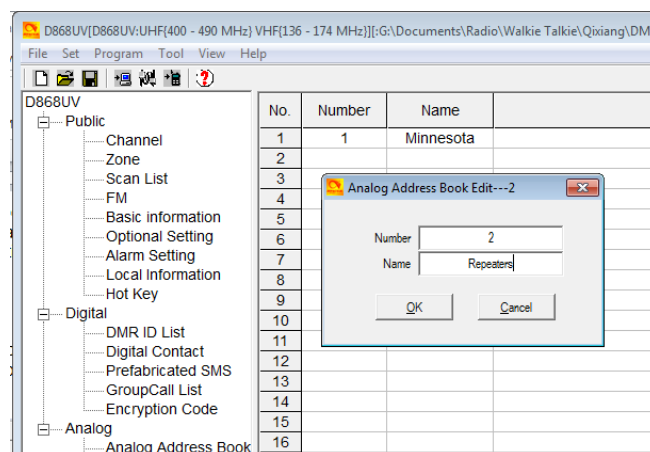 D868UV[D868UV:UHF{400 - 490 MHz} VHF{136 - 174 MHz}][:G:\Documents\Radio\Walkie Talkie\Qixiang\DM
File Set Program Tool View Help
D868UV
Public
Channel
Zone
Scan List
FM
Basic information
Optional Setting
Alarm Setting
Local Information
Hot Key
Digital
DMR ID List
Digital Contact
Prefabricated SMS
GroupCall List
Encryption Code
Analog
Analog Address Book
No. Number Name
1 1 Minnesota
2
3
4
5
6
7
8
9
10
11
12
13
14
15
16
Analog Address Book Edit---2
Number 2
Name Repeaters
OK Cancel